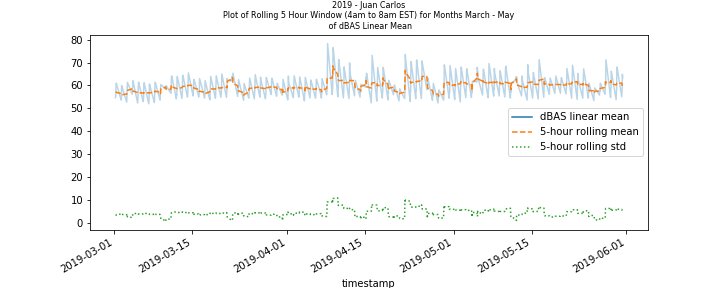 2019 - Juan Carlos
Plot of Rolling 5 Hour Window (4am to 8am EST) for Months March - May
of dBAS Linear Mean
80
70
60
50
40
30
20
10
0
dBAS linear mean
5-hour rolling mean
5-hour rolling std
2019-03-01
2019-03-15
2019-04-01
2019-04-15
2019-05-01
2019-05-15
2019-06-01
timestamp